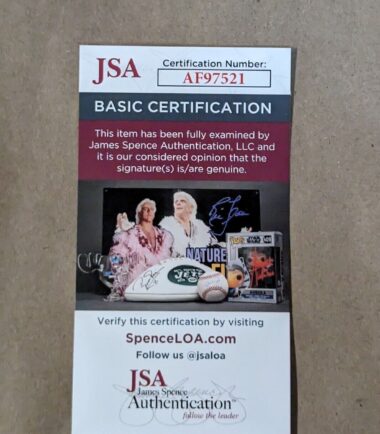 JSA
Certification Number:
AF97521
BASIC CERTIFICATION
This item has been fully examined by
James Spence Authentication, LLC and
it is our considered opinion that the
signature(s) is/are genuine.
NATURE
JETS
Verify this certification by visiting
SpenceLOA.com
Follow us @jsaloa
JSA
James Spence
Authentication™
follow the leader